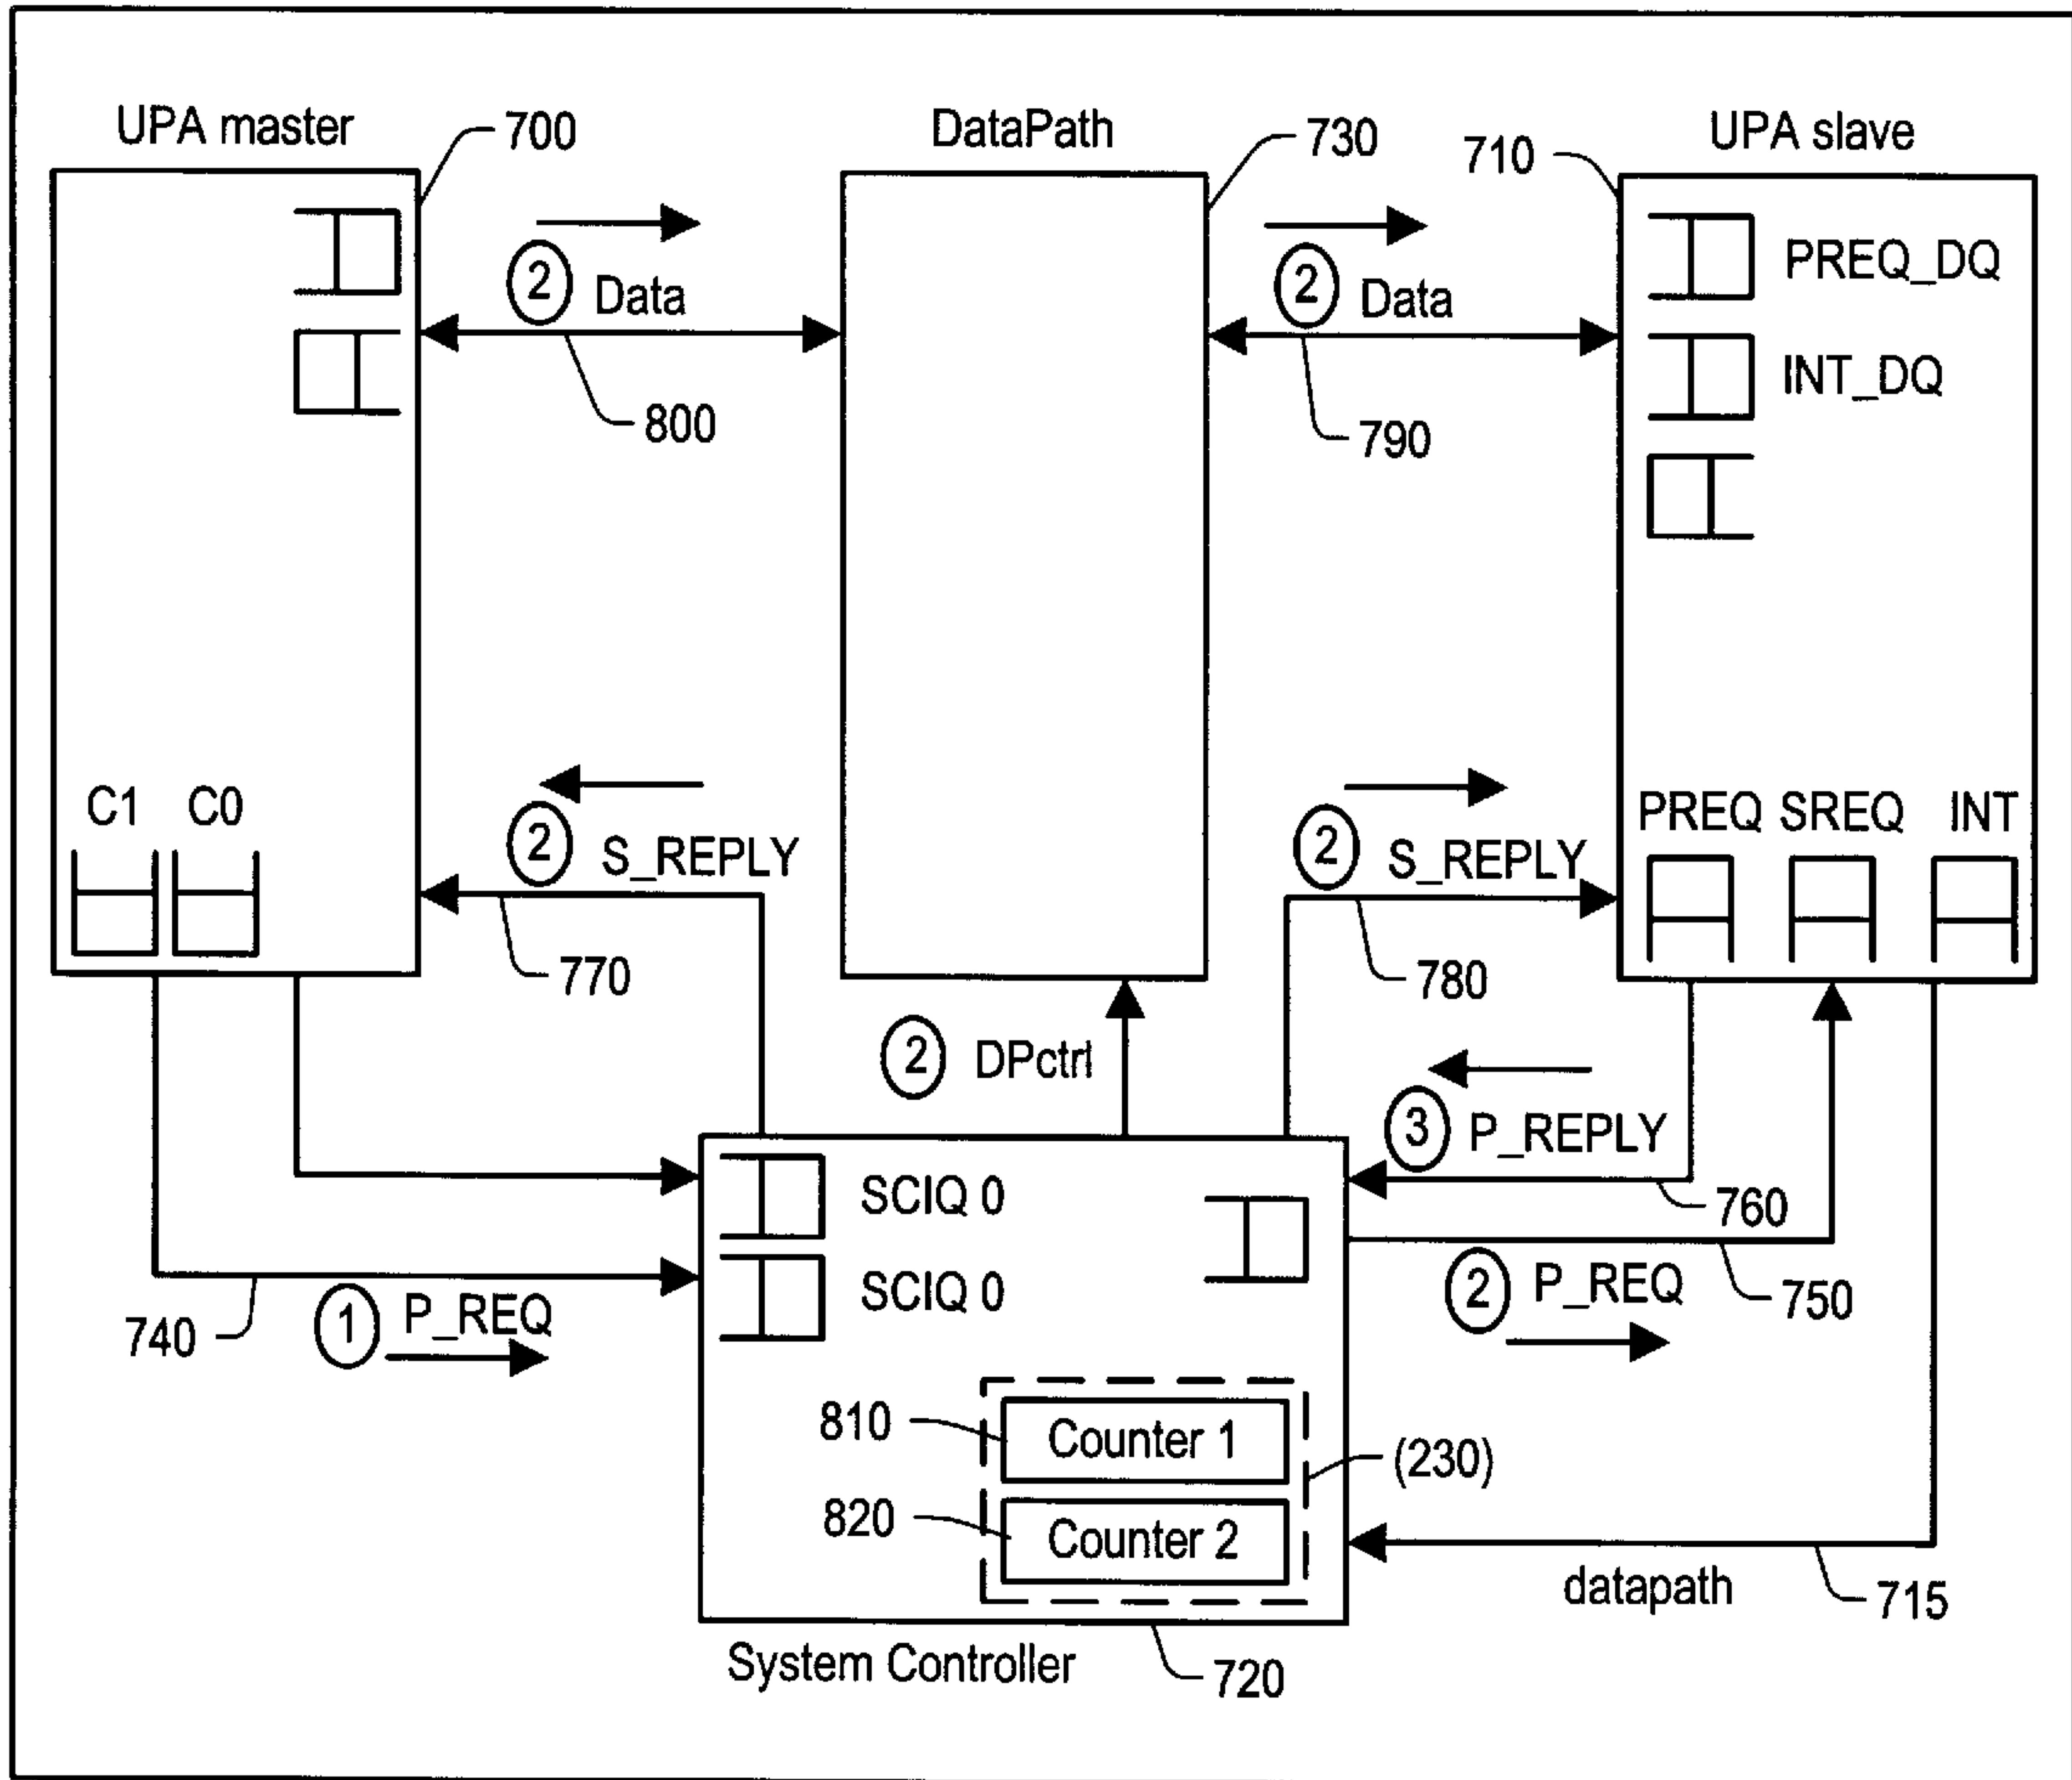 UPA master
700
DataPath
730
710
UPA slave
2 Data
800
2 Data
790
PREQ_DQ
INT_DQ
C1 C0
2 S_REPLY
770
2 S_REPLY
780
PREQ SREQ INT
2 DPctrl
3 P_REPLY
760
SCIQ 0
SCIQ 0
740
1 P_REQ
2 P_REQ
750
810
Counter 1
(230)
820
Counter 2
datapath
715
System Controller
720